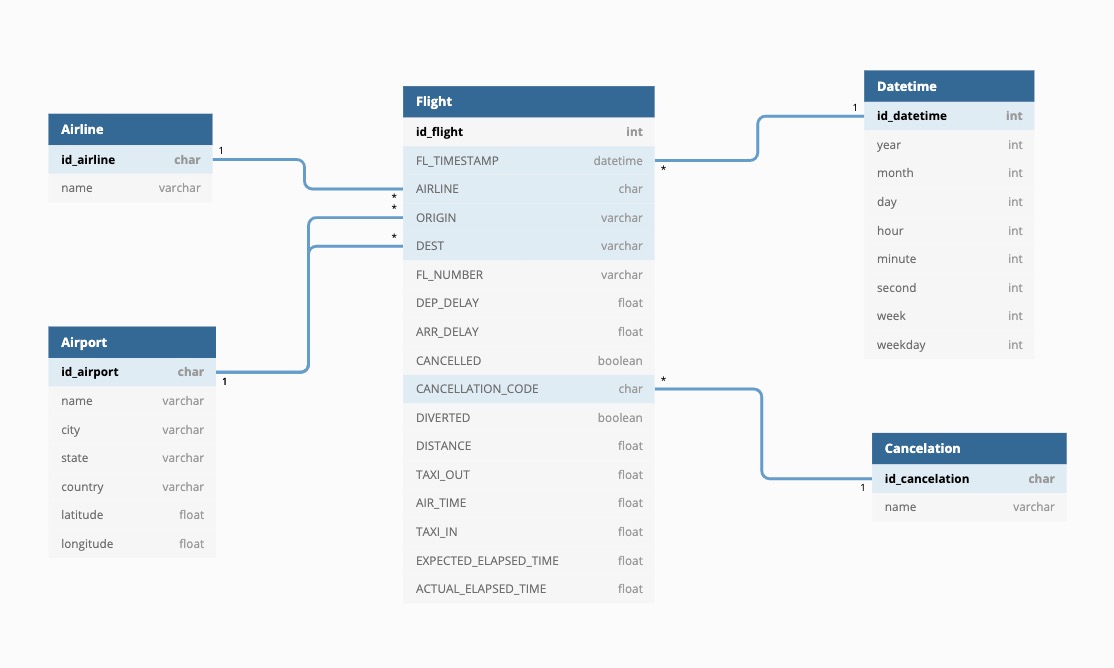 Airline
id_airline char
name varchar
1
Airport
id_airport char
name varchar
city varchar
state varchar
country varchar
latitude float
longitude float
1
Flight
id_flight int
FL_TIMESTAMP datetime
AIRLINE char
ORIGIN varchar
DEST varchar
FL_NUMBER varchar
DEP_DELAY float
ARR_DELAY float
CANCELLED boolean
CANCELLATION_CODE char
DIVERTED boolean
DISTANCE float
TAXI_OUT float
AIR_TIME float
TAXI_IN float
EXPECTED_ELAPSED_TIME float
ACTUAL_ELAPSED_TIME float
*
*
*
*
*
Datetime
id_datetime int
year int
month int
day int
hour int
minute int
second int
week int
weekday int
1
Cancelation
id_cancelation char
name varchar
1